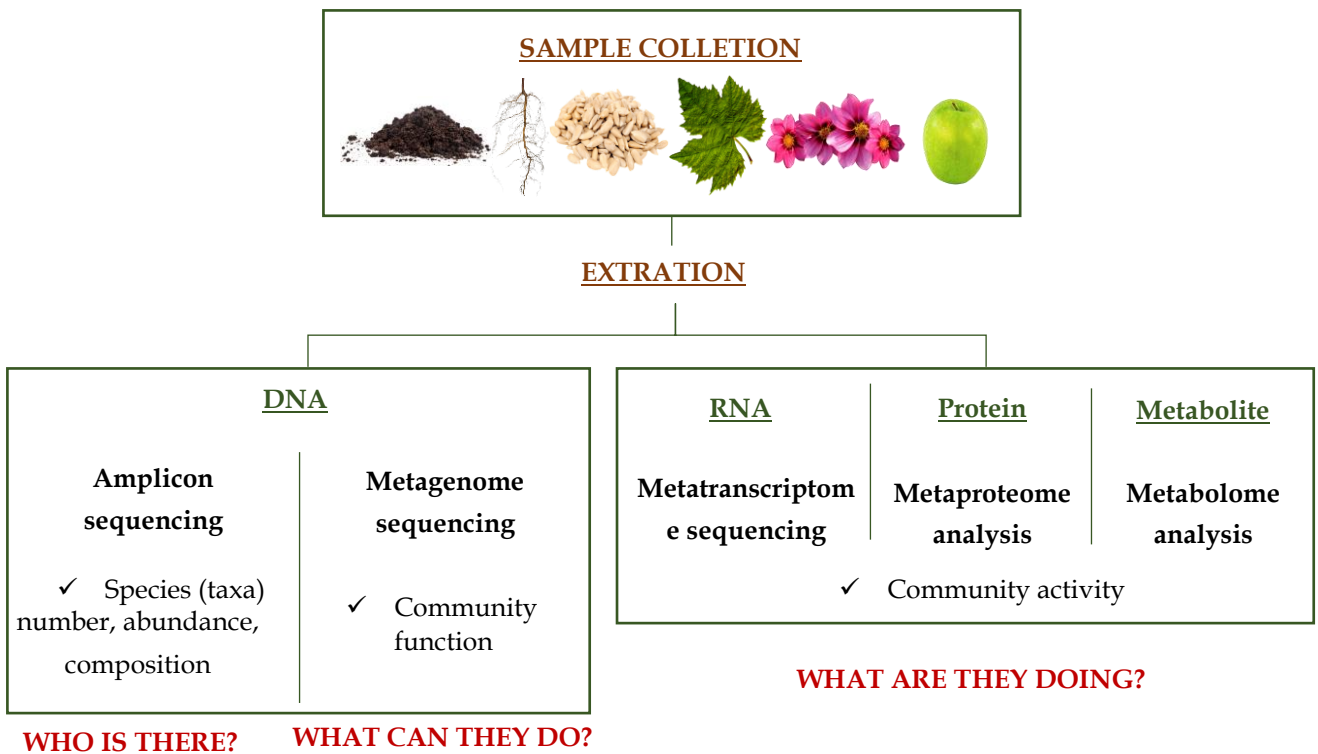 SAMPLE COLLETION
EXTRATION
DNA
Amplicon
sequencing
✓ Species (taxa)
number, abundance,
composition
Metagenome
sequencing
✓ Community
function
RNA
Metatranscriptom
e sequencing
Protein
Metaproteome
analysis
Metabolite
Metabolome
analysis
✓ Community activity
WHO IS THERE?
WHAT CAN THEY DO?
WHAT ARE THEY DOING?